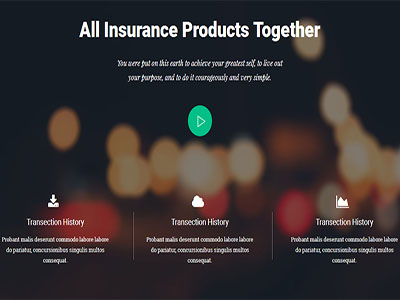 All Insurance Products Together
You were put on this earth to achieve your greatest self, to live out
your purpose, and to do it courageously and very simple.
Transection History
Probant malis deserunt commodo labore labore
do pariatur, concursionibus singulis multos
consequat.
Transection History
Probant malis deserunt commodo labore labore
do pariatur, concursionibus singulis multos
consequat.
Transection History
Probant malis deserunt commodo labore labore
do pariatur, concursionibus singulis multos
consequat.